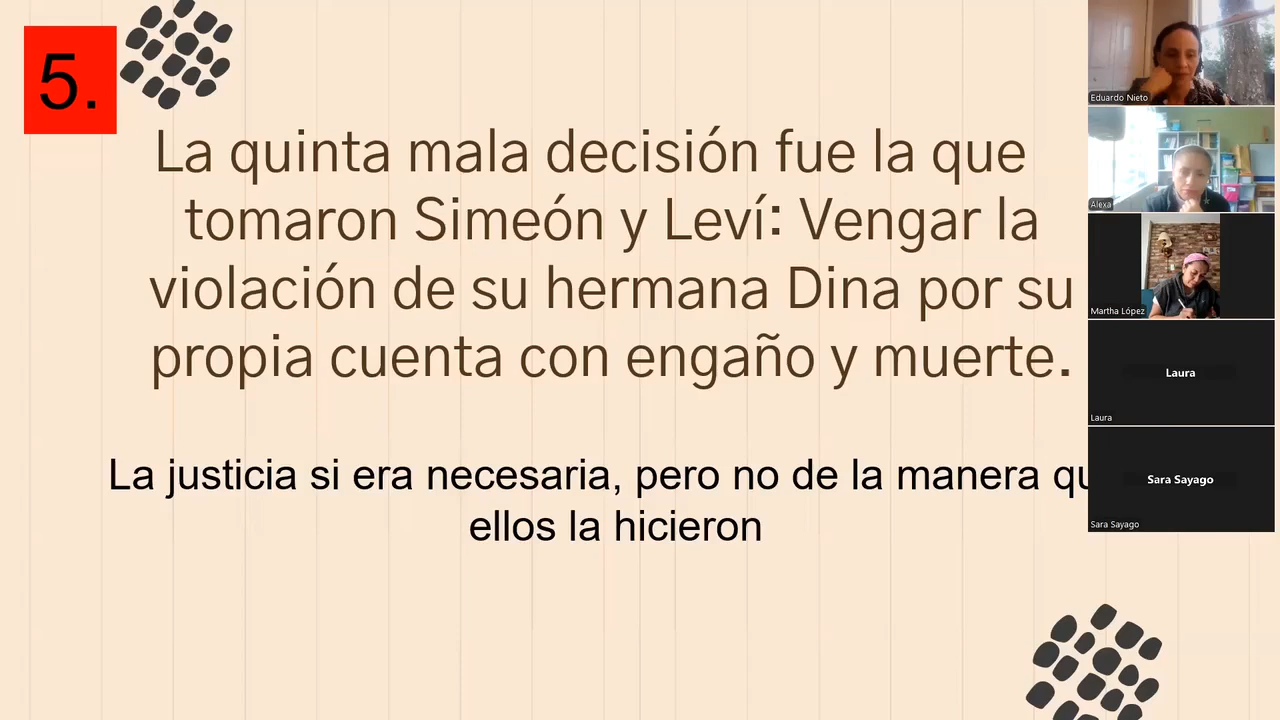 5.
La quinta mala decisión fue la que
tomaron Simeón y Leví: Vengar la
violación de su hermana Dina por su
propia cuenta con engaño y muerte.
La justicia si era necesaria, pero no de la manera
ellos la hicieron
Eduardo Nieto
Alexa
Martha López
Laura
Laura
Sara Sayago
Sara Sayago